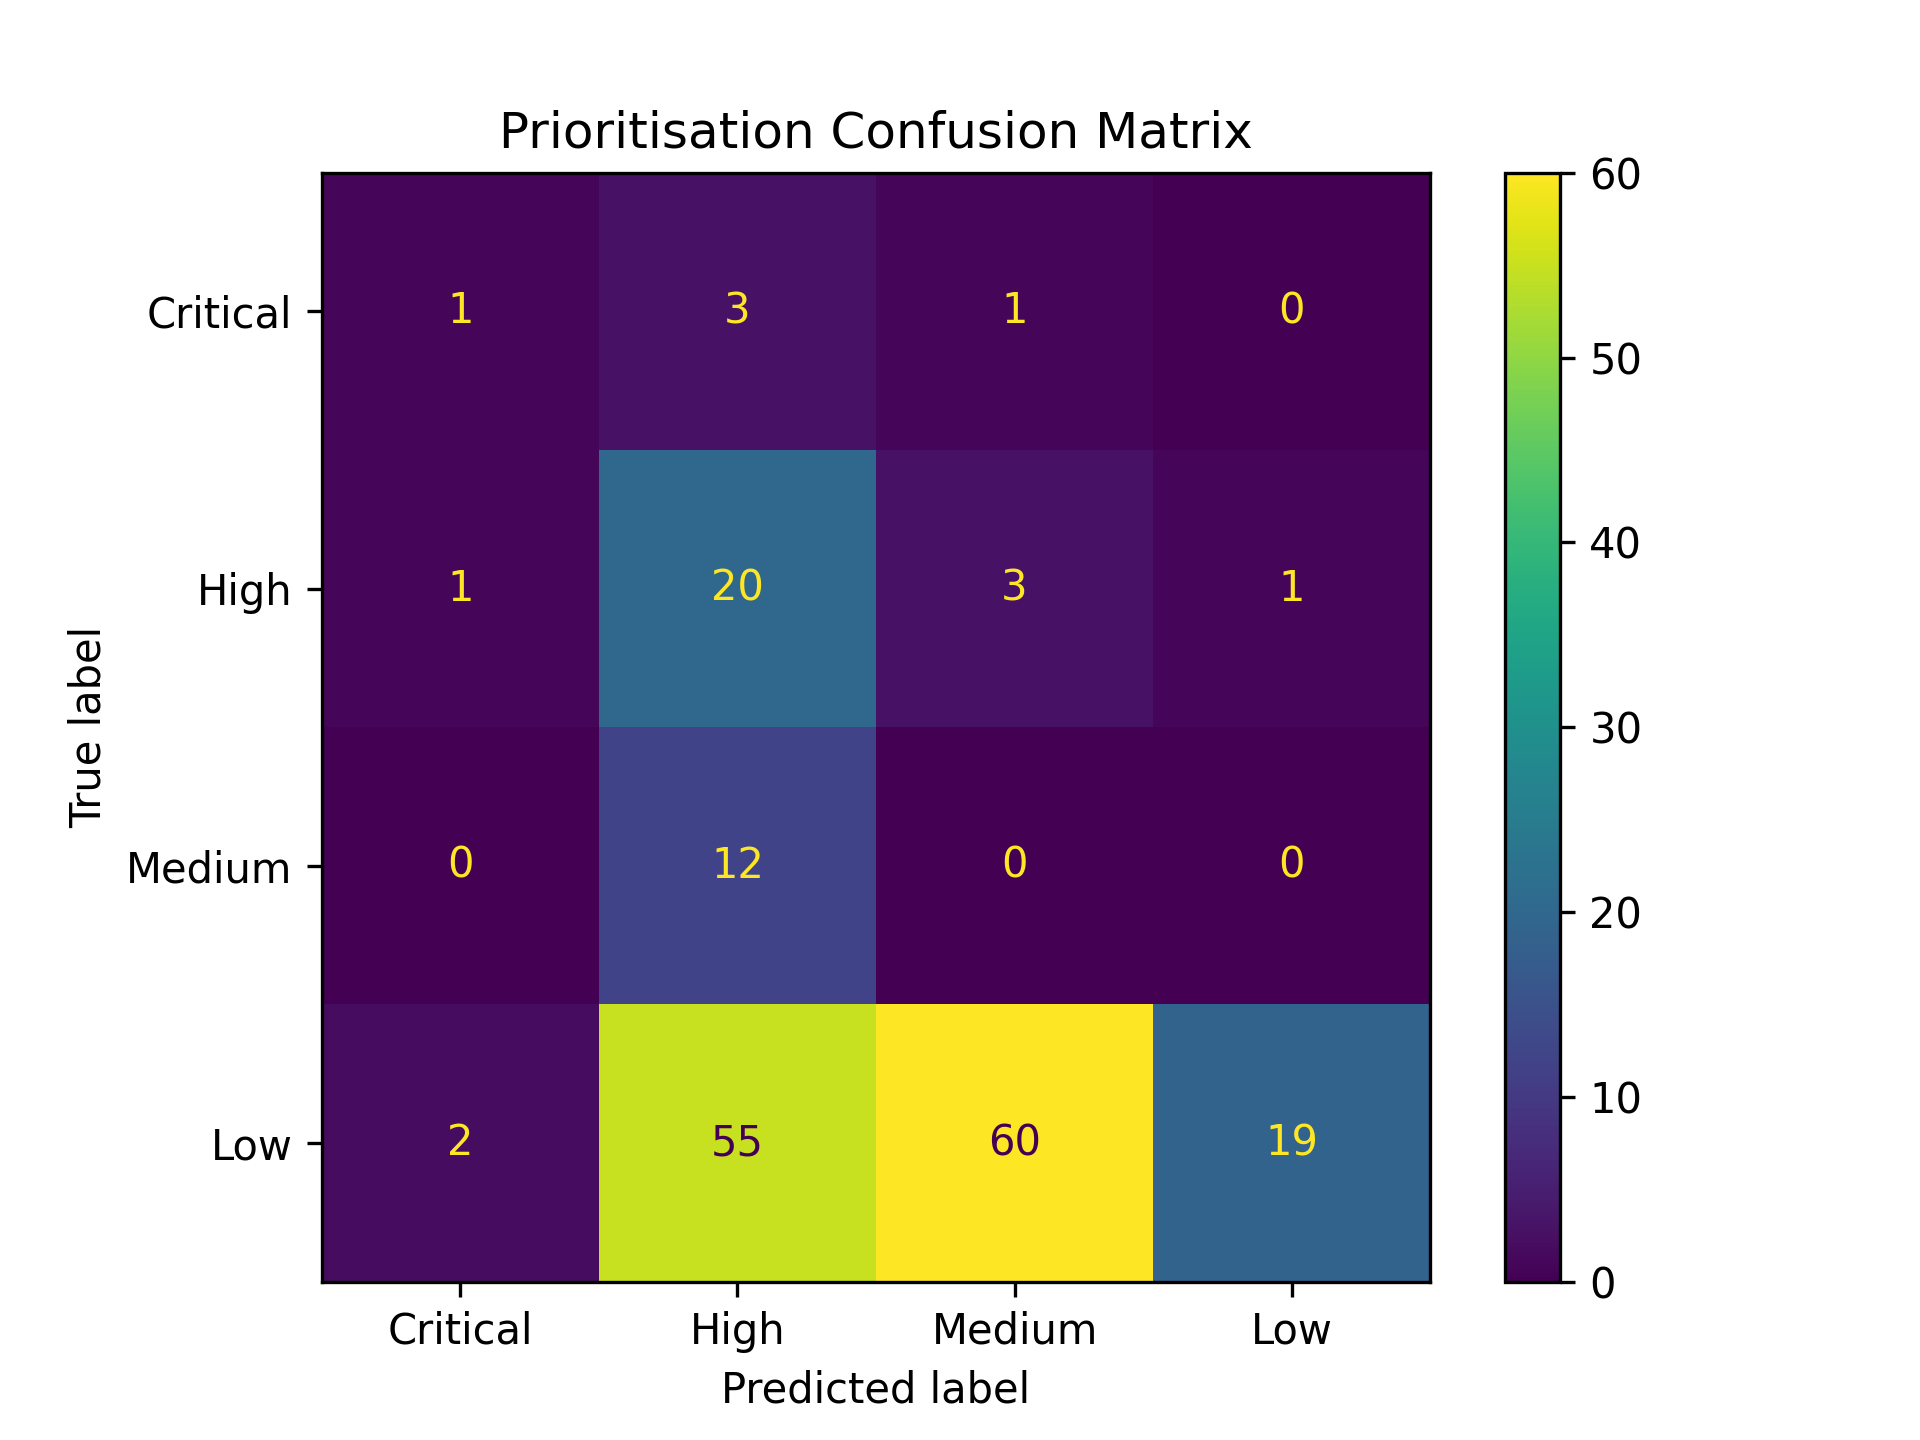 Prioritisation Confusion Matrix
Critical 1 3 1 0
High 1 20 3 1
Medium 0 12 0 0
Low 2 55 60 19
Critical High Medium Low
Predicted label
True label
60
50
40
30
20
10
0